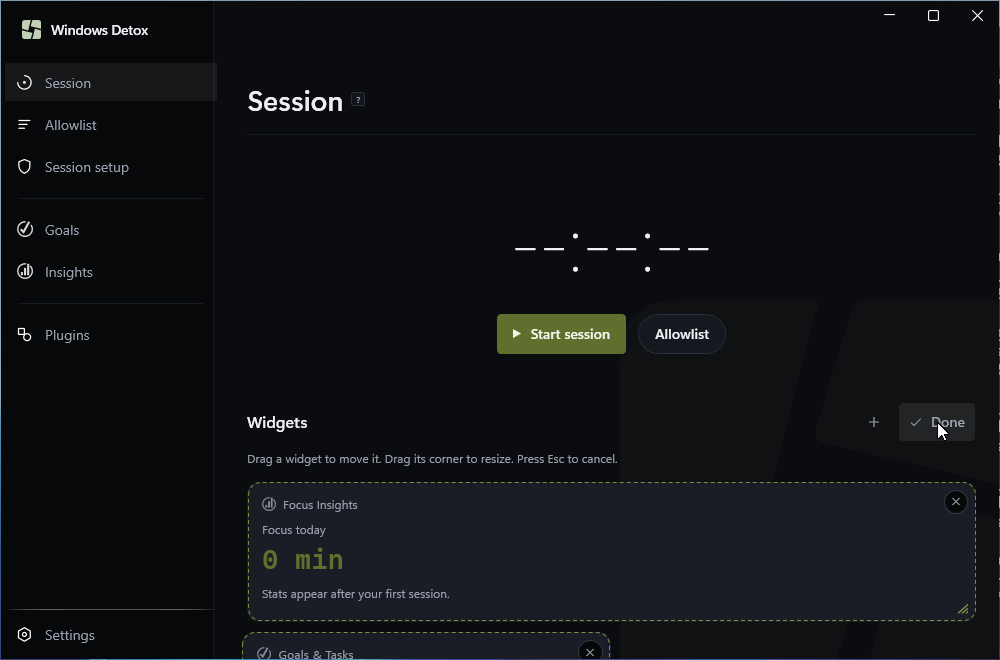 Windows Detox
Session
Allowlist
Session setup
Goals
Insights
Plugins
Settings
Session ?
– – : – – : – –
Start session
Allowlist
Widgets
+ Done
Drag a widget to move it. Drag its corner to resize. Press Esc to cancel.
Focus Insights
Focus today
0 min
Stats appear after your first session.
Goals & Tasks